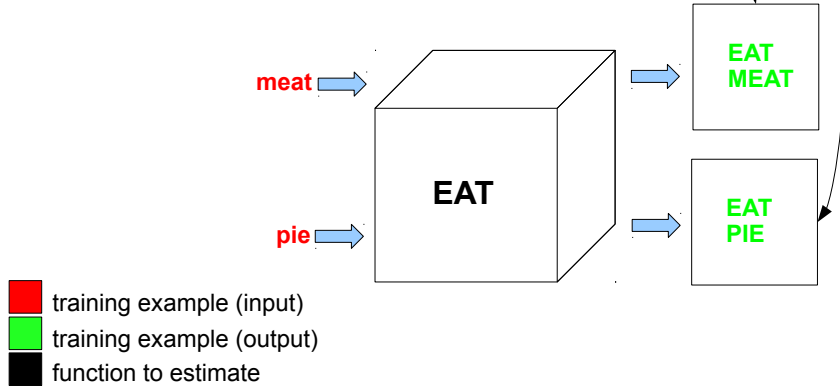 EAT
MEAT
meat
EAT
pie
EAT
PIE
training example (input)
training example (output)
function to estimate